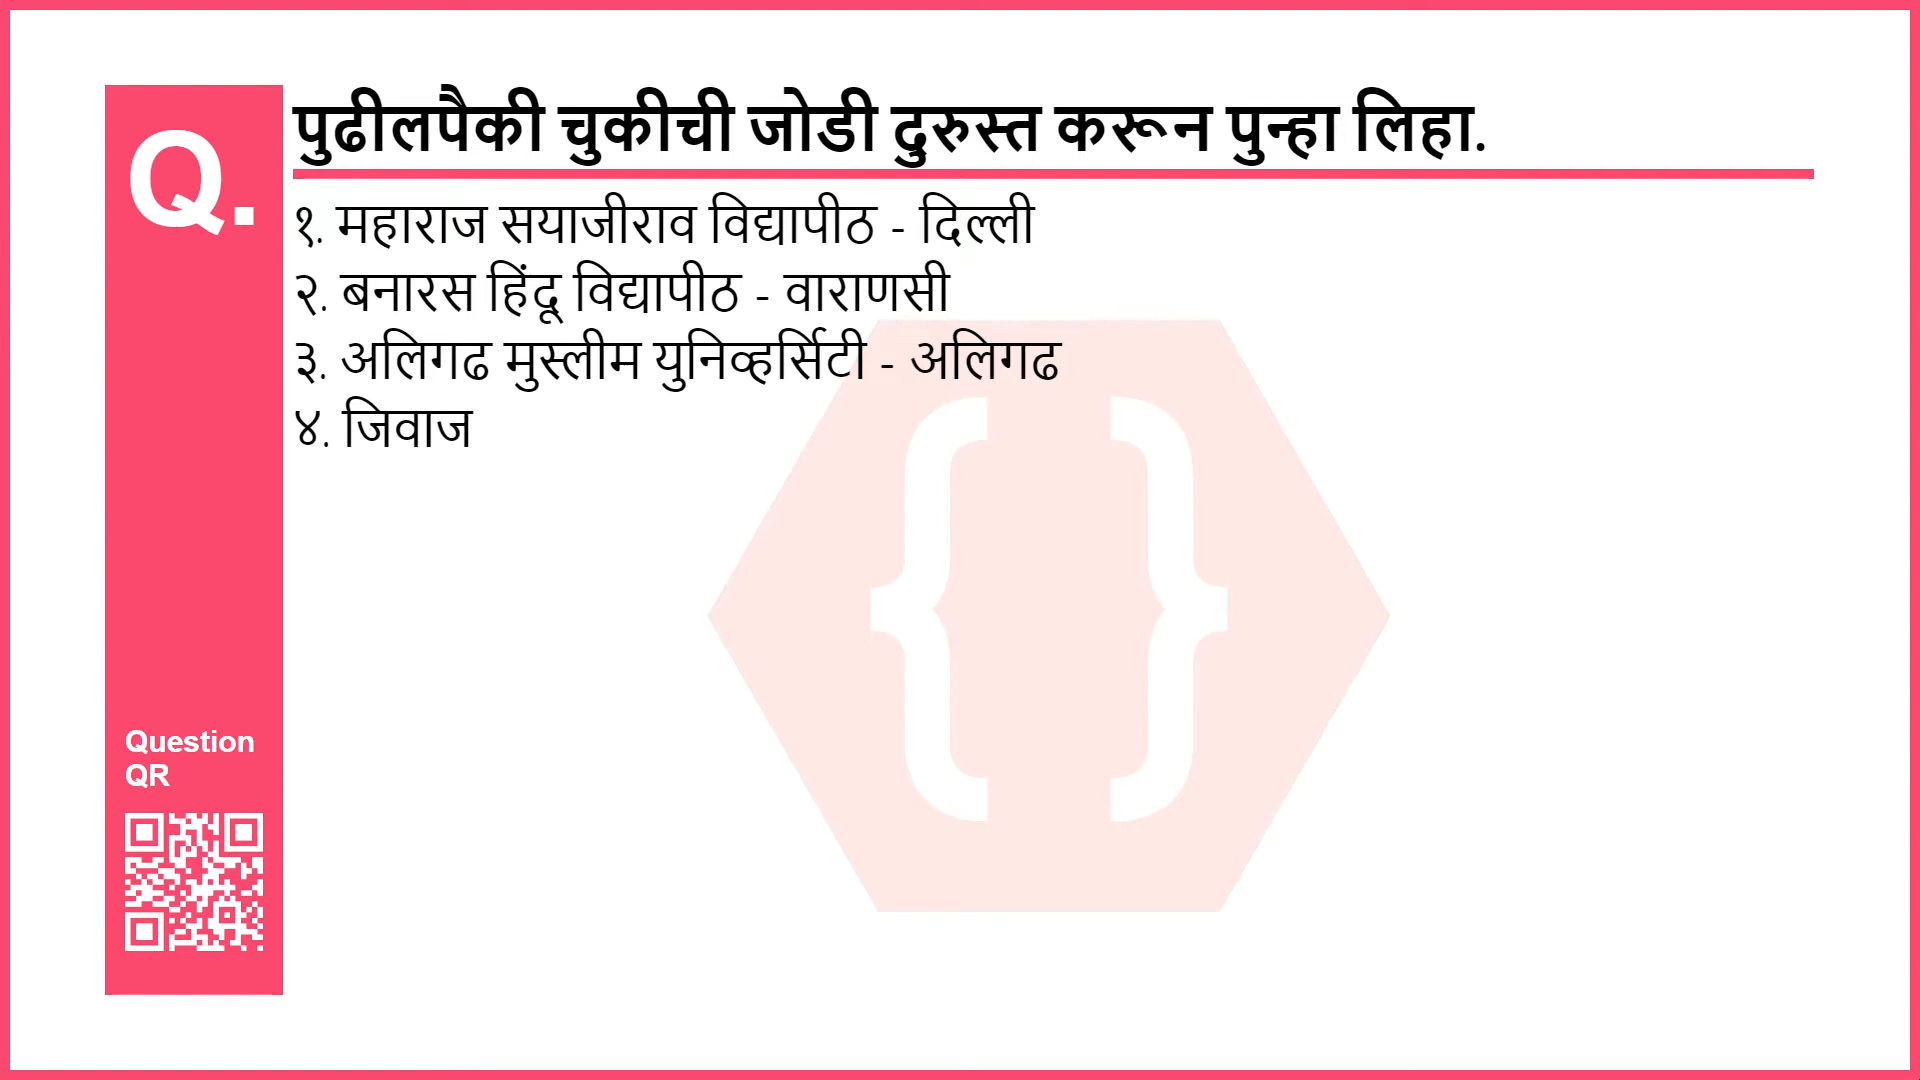 Q.
पुढीलपैकी चुकीची जोडी दुरुस्त करून पुन्हा लिहा.
१. महाराज सयाजीराव विद्यापीठ - दिल्ली
२. बनारस हिंदू विद्यापीठ - वाराणसी
३. अलिगढ मुस्लीम युनिव्हर्सिटी - अलिगढ
४. जिवाज
Question
QR